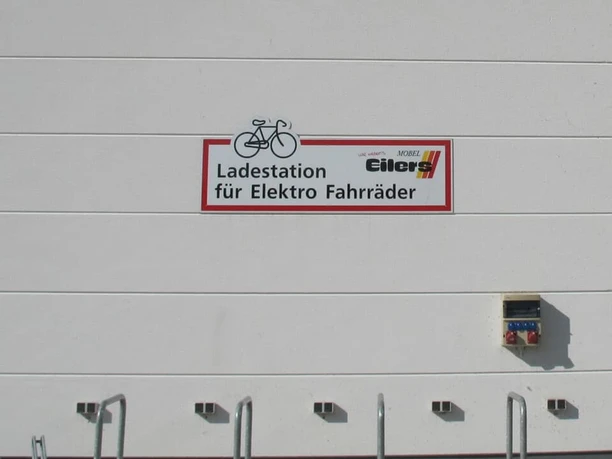 Ladestation
für Elektro Fahrräder
MÖBEL
Eilers